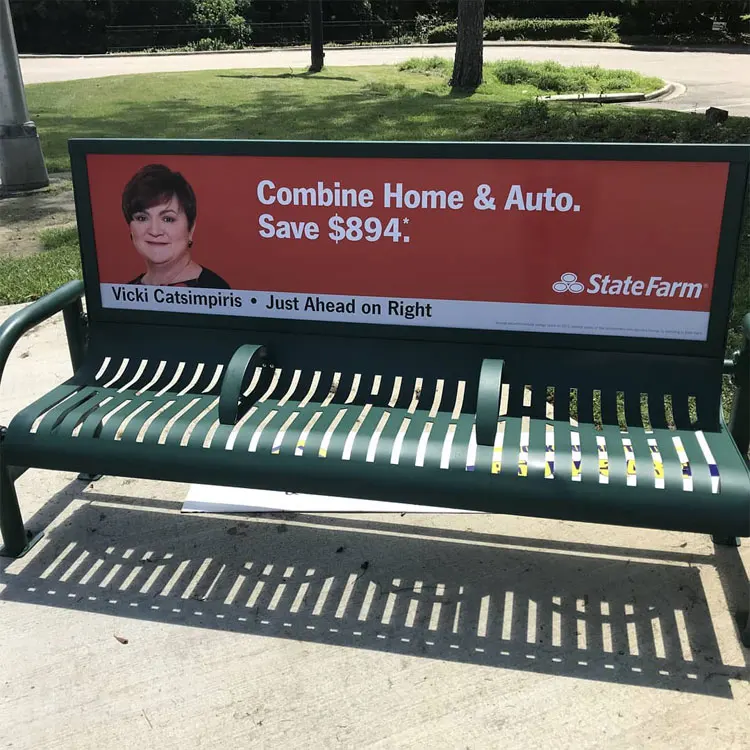 Combine Home & Auto.
Save $894.*
StateFarm®
Vicki Catsimpiris • Just Ahead on Right